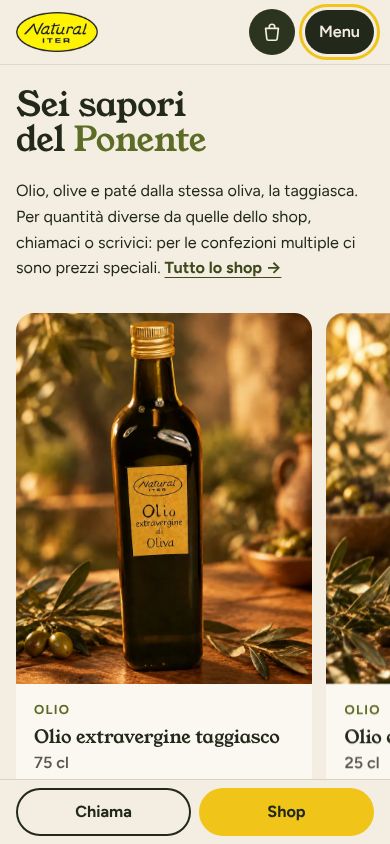 Natural
ITER
Menu
Sei sapori
del Ponente
Olio, olive e paté dalla stessa oliva, la taggiasca.
Per quantità diverse da quelle dello shop,
chiamaci o scrivici: per le confezioni multiple ci
sono prezzi speciali. Tutto lo shop →
Natural
ITER
Olio
extravergine
di
Oliva
OLIO
Olio extravergine taggiasco
75 cl
OLIO
Olio
25 cl
Chiama
Shop